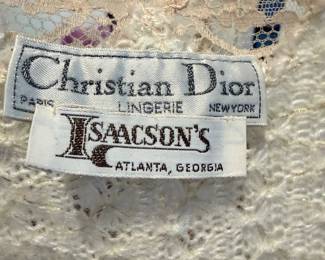 Christian Dior
PARIS LINGERIE NEW YORK
ISAACSON'S
ATLANTA, GEORGIA